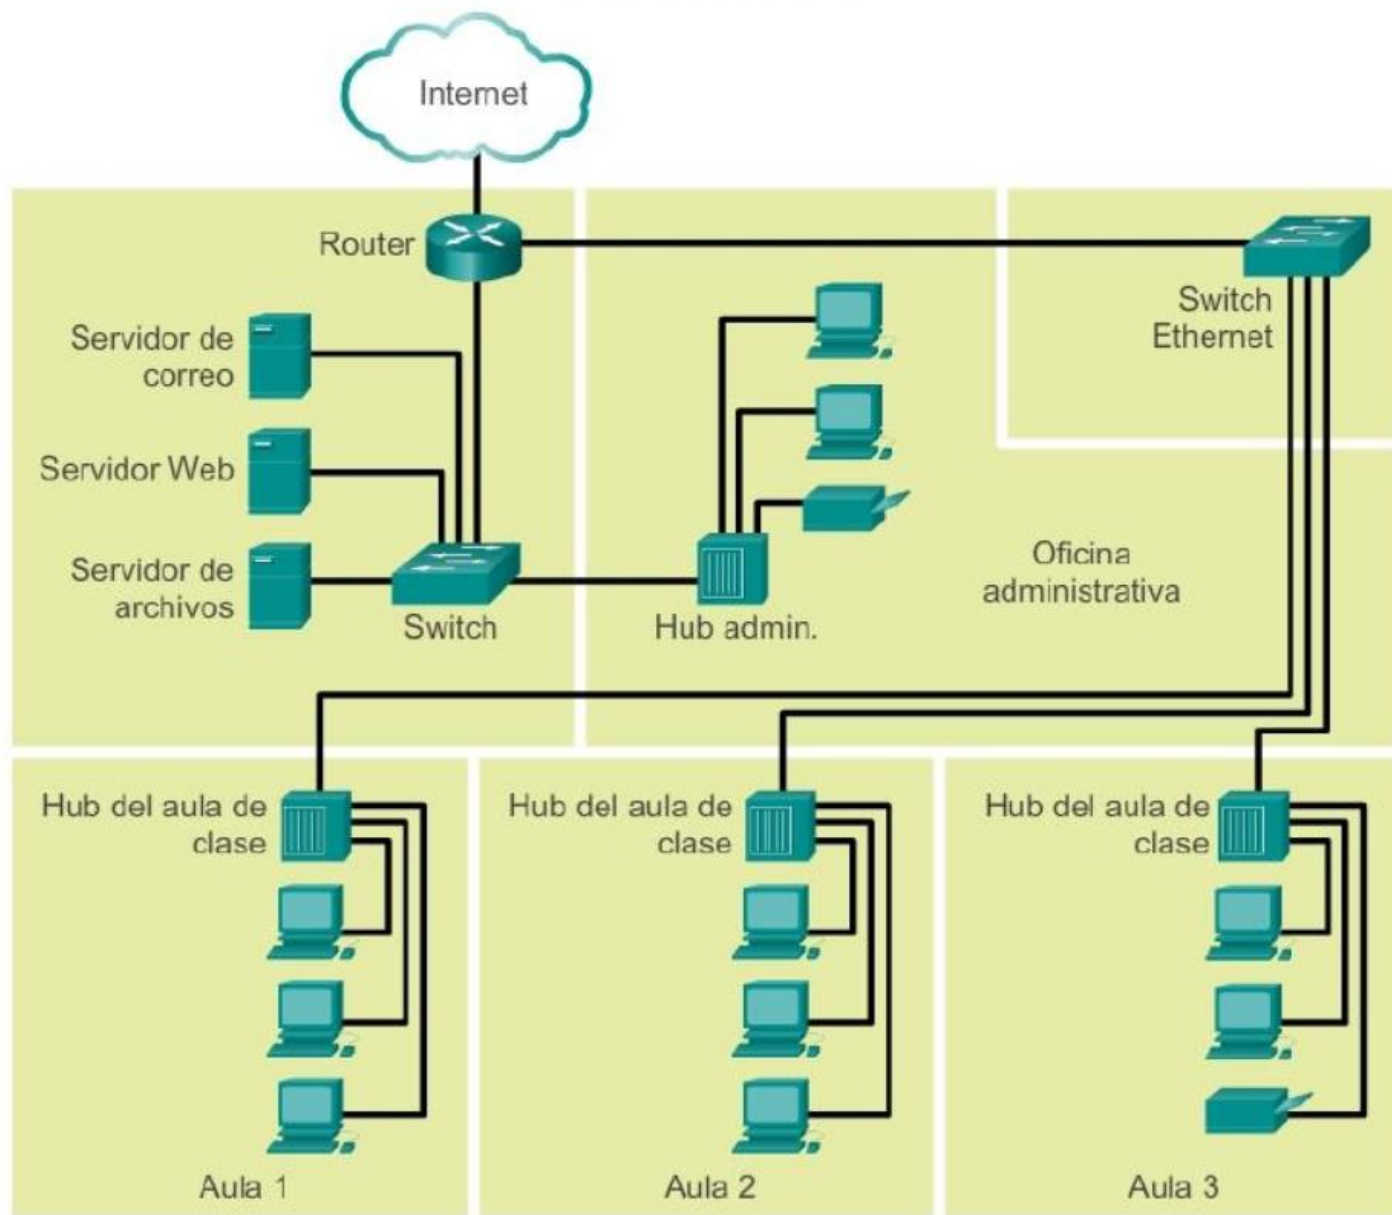 Internet
Router
Switch
Ethernet
Servidor de
correo
Servidor Web
Servidor de
archivos
Switch
Hub admin.
Oficina
administrativa
Hub del aula de
clase
Hub del aula de
clase
Hub del aula de
clase
Aula 1
Aula 2
Aula 3